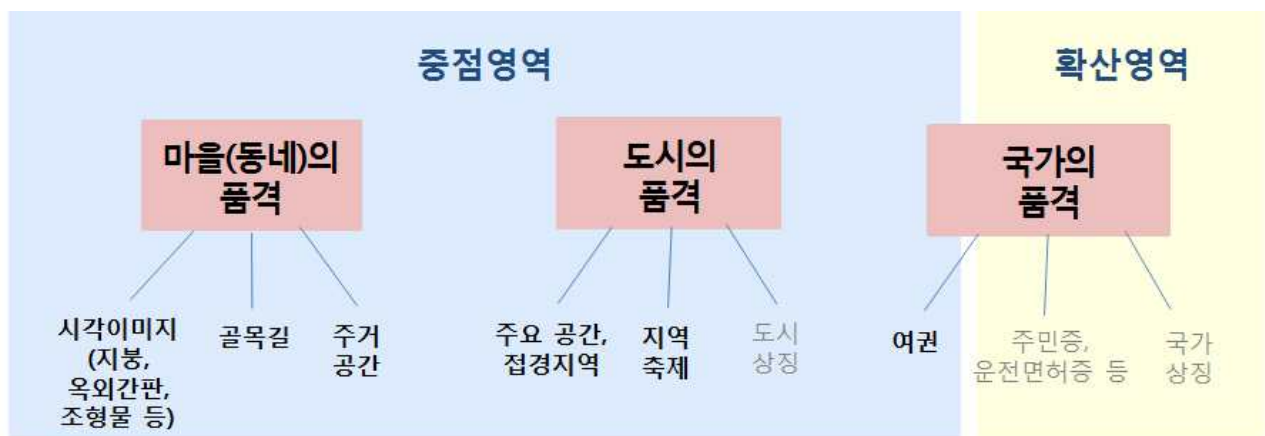 중점영역
확산영역
마을(동네)의
품격
도시의
품격
국가의
품격
시각이미지
(지붕,
옥외간판,
조형물 등)
골목길
주거
공간
주요 공간,
접경지역
지역
축제
도시
상징
여권
주민증,
운전면허증 등
국가
상징